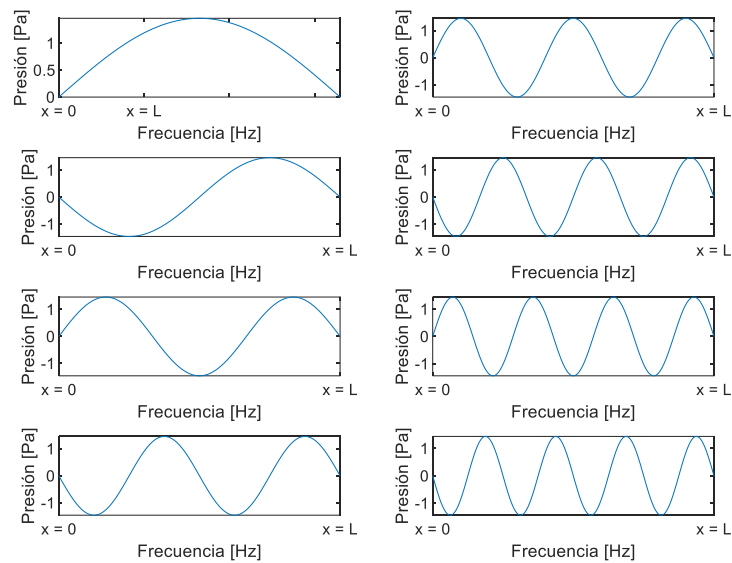 Presión [Pa]
1
0.5
0
x = 0 x = L
Frecuencia [Hz]
Presión [Pa]
1
0
-1
x = 0 x = L
Frecuencia [Hz]
Presión [Pa]
1
0
-1
x = 0 x = L
Frecuencia [Hz]
Presión [Pa]
1
0
-1
x = 0 x = L
Frecuencia [Hz]
Presión [Pa]
1
0
-1
x = 0 x = L
Frecuencia [Hz]
Presión [Pa]
1
0
-1
x = 0 x = L
Frecuencia [Hz]
Presión [Pa]
1
0
-1
x = 0 x = L
Frecuencia [Hz]
Presión [Pa]
1
0
-1
x = 0 x = L
Frecuencia [Hz]